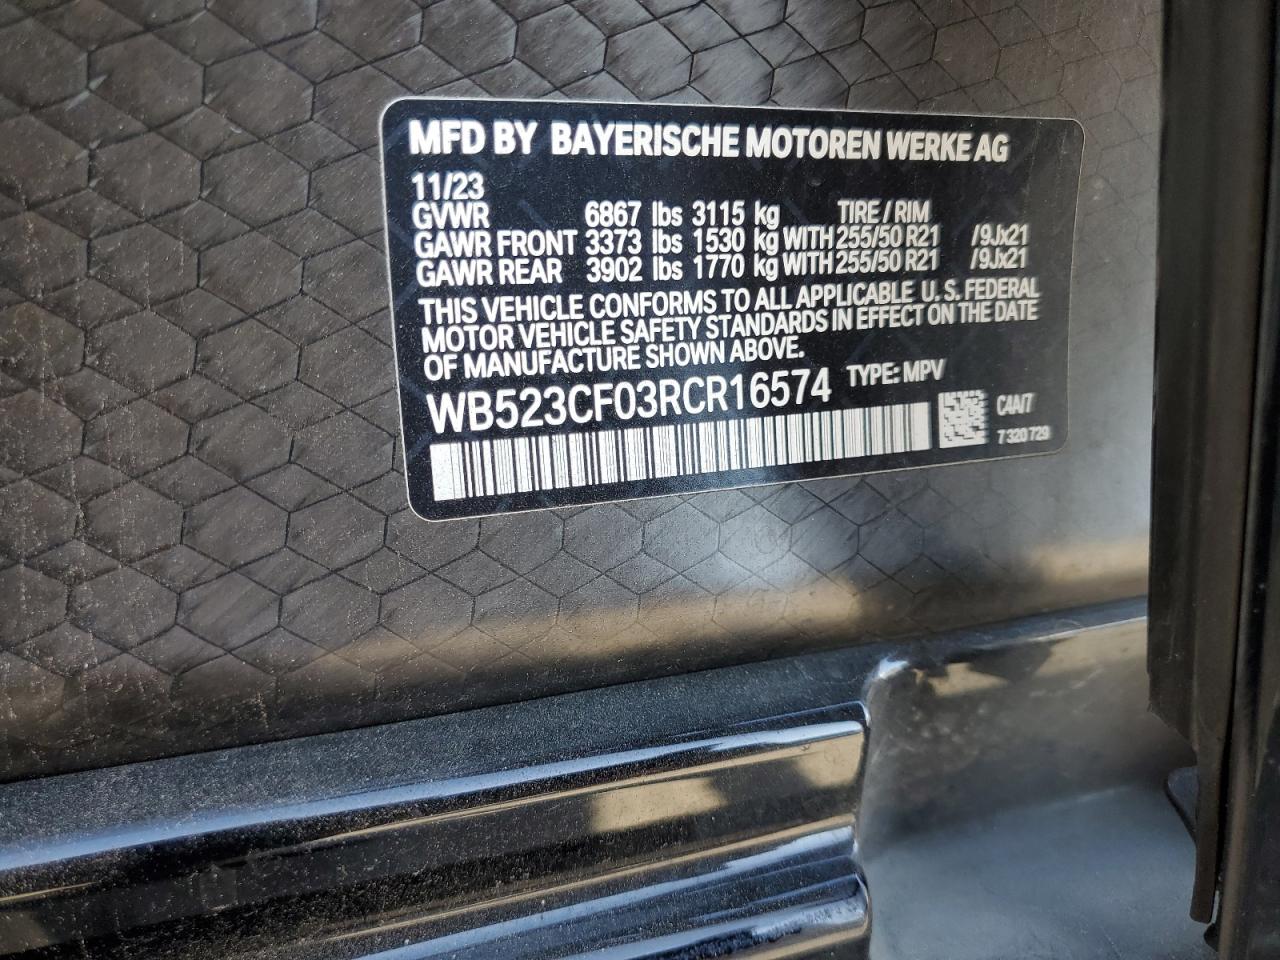 MFD BY BAYERISCHE MOTOREN WERKE AG
11/23
GVWR 6867 lbs 3115 kg TIRE / RIM
GAWR FRONT 3373 lbs 1530 kg WITH 255/50 R21 /9Jx21
GAWR REAR 3902 lbs 1770 kg WITH 255/50 R21 /9Jx21
THIS VEHICLE CONFORMS TO ALL APPLICABLE U.S. FEDERAL
MOTOR VEHICLE SAFETY STANDARDS IN EFFECT ON THE DATE
OF MANUFACTURE SHOWN ABOVE.
WB523CF03RCR16574 TYPE: MPV
C4A/7
7 320 729